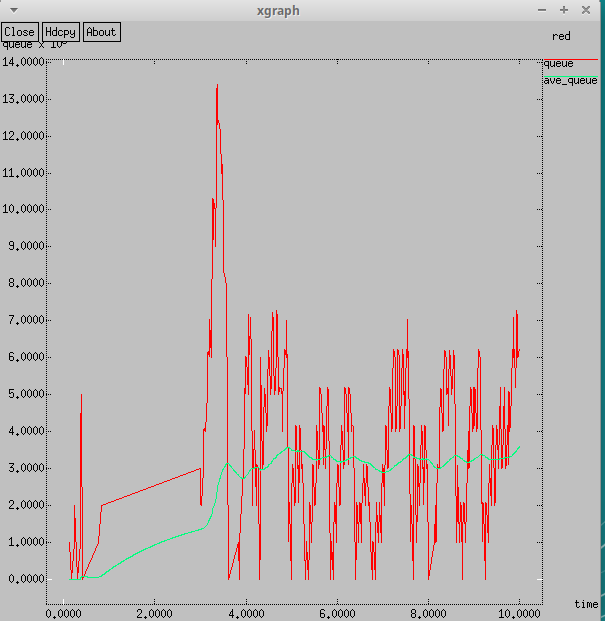 xgraph
Close Hdcpy About
queue x 10
red
queue
ave_queue
14.0000
13.0000
12.0000
11.0000
10.0000
9.0000
8.0000
7.0000
6.0000
5.0000
4.0000
3.0000
2.0000
1.0000
0.0000
time
0.0000 2.0000 4.0000 6.0000 8.0000 10.0000